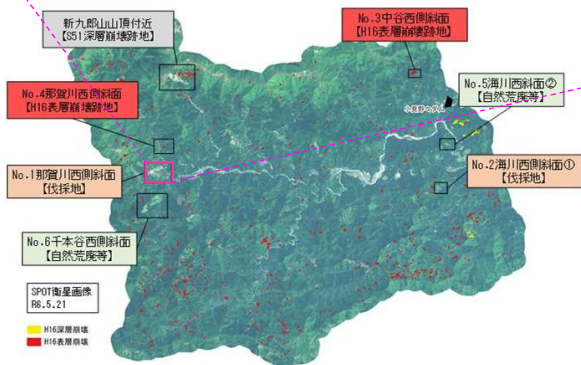 新九郎山山頂付近
【S51深層崩壊跡地】
No.3中谷西側斜面
【H16表層崩壊跡地】
No.4那賀川西側斜面
【H16表層崩壊跡地】
No.5海川西斜面②
【自然荒廃等】
小見野々ダム
No.1那賀川西側斜面
【伐採地】
No.2海川西側斜面①
【伐採地】
No.6千本谷西側斜面
【自然荒廃等】
SPOT衛星画像
R6.5.21
H16深層崩壊
H16表層崩壊